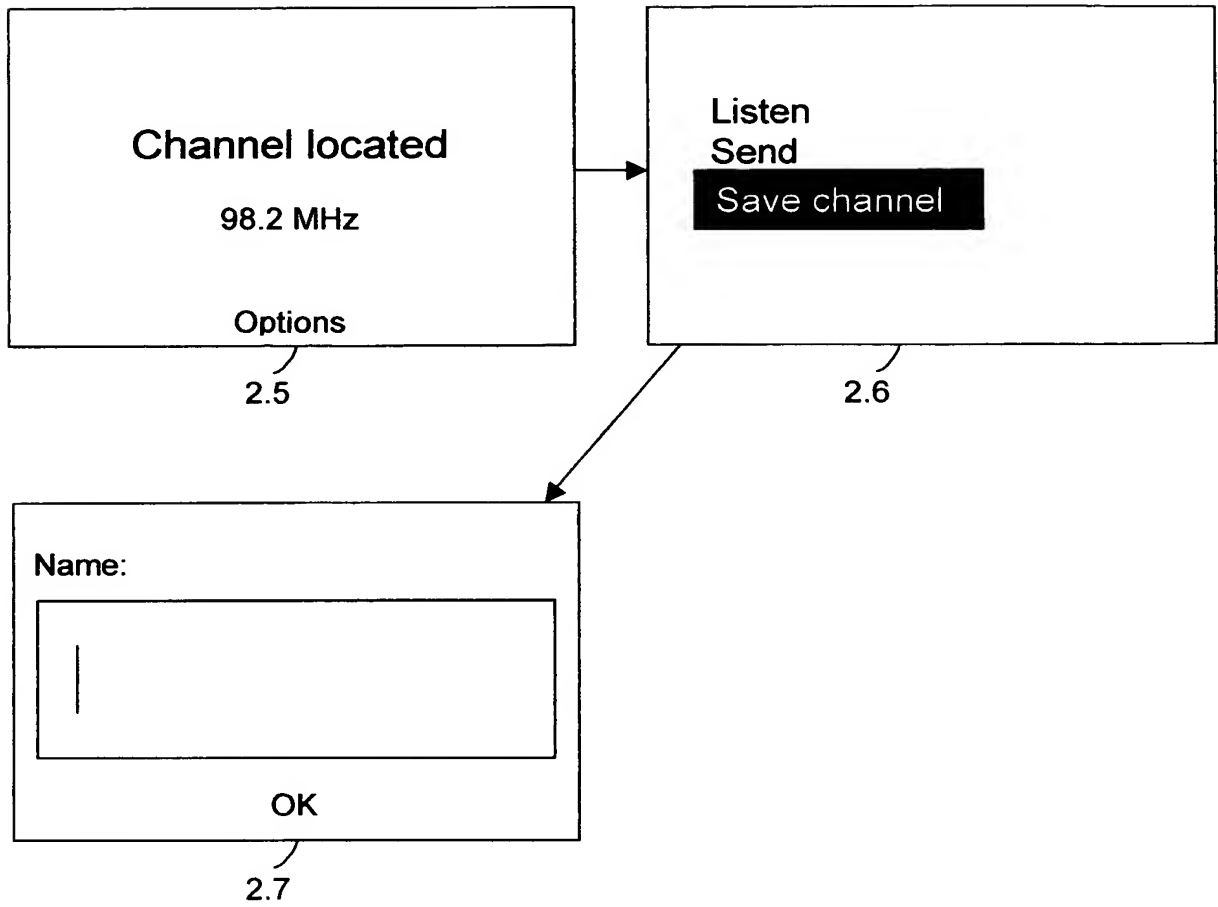 Channel located
98.2 MHz
Options
2.5
Listen
Send
Save channel
2.6
Name:
OK
2.7